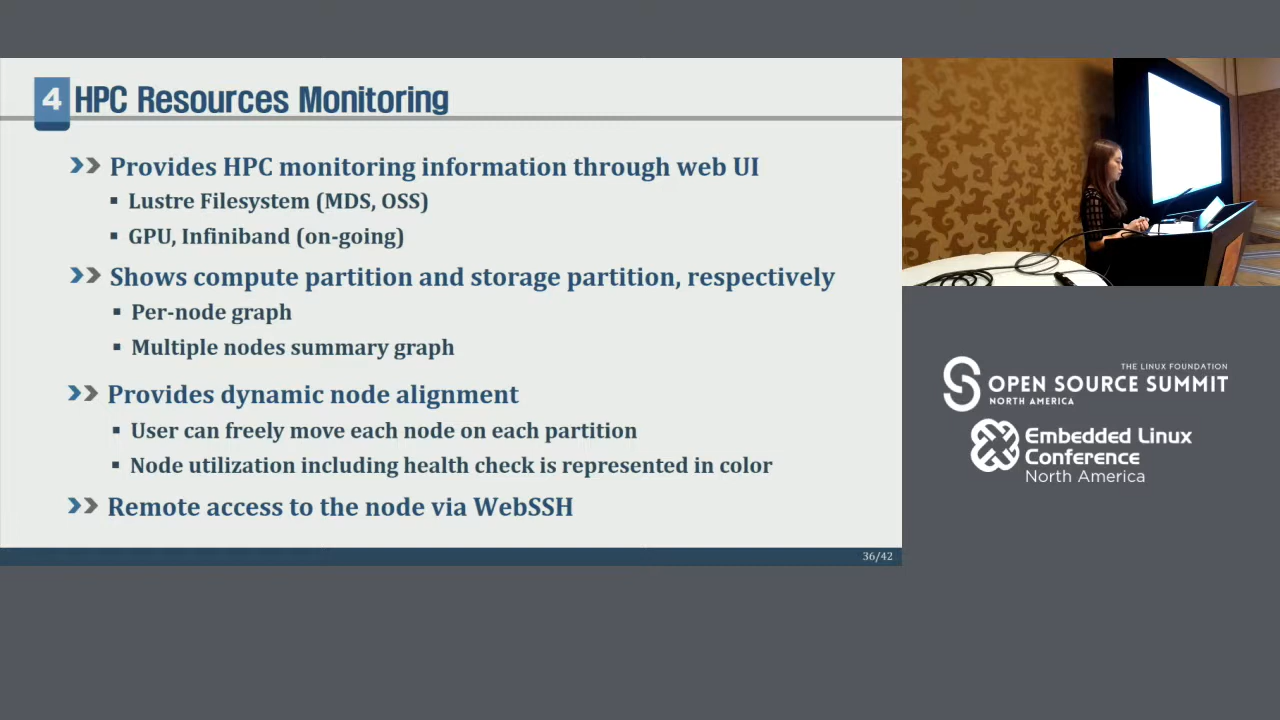 4 HPC Resources Monitoring
Provides HPC monitoring information through web UI
Lustre Filesystem (MDS, OSS)
GPU, Infiniband (on-going)
Shows compute partition and storage partition, respectively
Per-node graph
Multiple nodes summary graph
Provides dynamic node alignment
User can freely move each node on each partition
Node utilization including health check is represented in color
Remote access to the node via WebSSH
36/42
THE LINUX FOUNDATION
OPEN SOURCE SUMMIT
NORTH AMERICA
Embedded Linux
Conference
North America